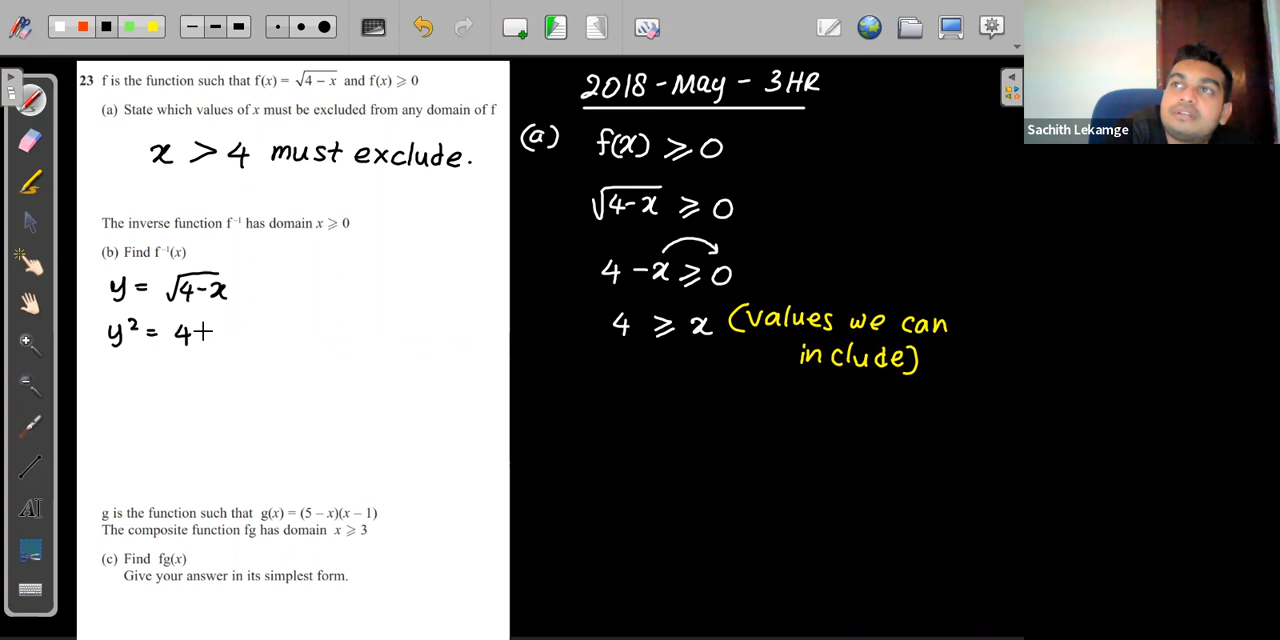 23 f is the function such that f(x) = √4 − x and f(x) ⩾ 0
(a) State which values of x must be excluded from any domain of f
x > 4 must exclude.
The inverse function f⁻¹ has domain x ⩾ 0
(b) Find f⁻¹(x)
y = √4-x
y² = 4
g is the function such that g(x) = (5 − x)(x − 1)
The composite function fg has domain x ⩾ 3
(c) Find fg(x)
Give your answer in its simplest form.
2018 - May - 3HR
(a) f(x) ⩾ 0
√4-x ⩾ 0
4 - x ⩾ 0
4 ⩾ x (values we can
include)
Sachith Lekamge